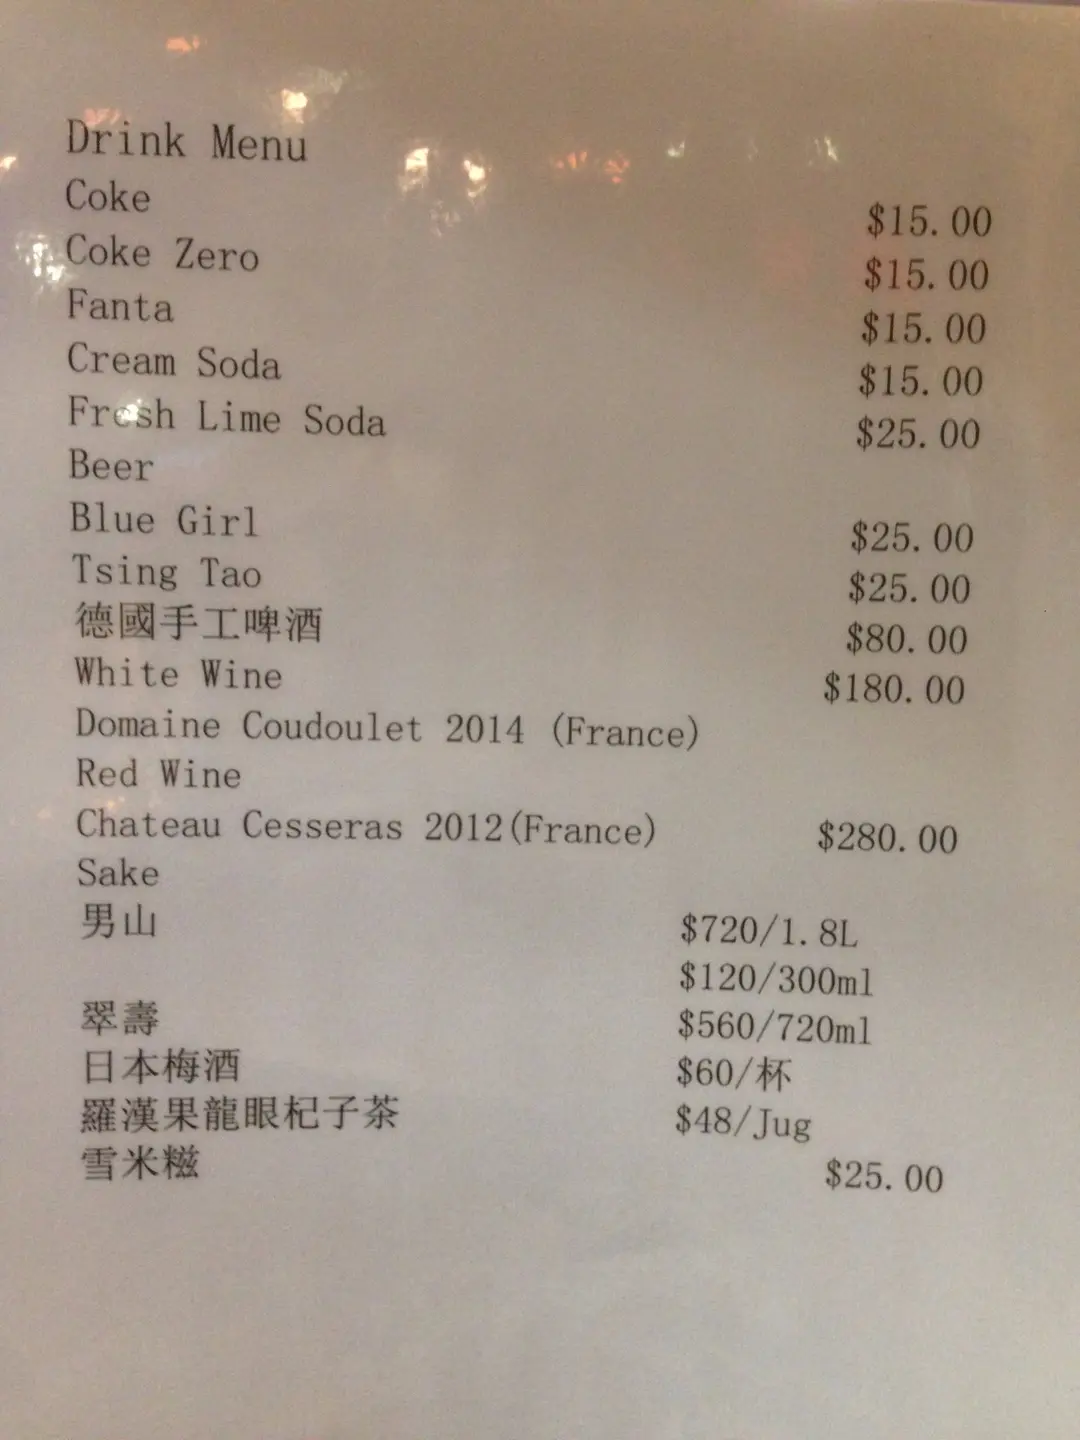 Drink Menu
Coke $15.00
Coke Zero $15.00
Fanta $15.00
Cream Soda $15.00
Fresh Lime Soda $25.00
Beer
Blue Girl $25.00
Tsing Tao $25.00
德國手工啤酒 $80.00
White Wine $180.00
Domaine Coudoulet 2014 (France)
Red Wine
Chateau Cesseras 2012(France) $280.00
Sake
男山 $720/1.8L
$120/300ml
翠壽 $560/720ml
日本梅酒 $60/杯
羅漢果龍眼杞子茶 $48/Jug
雪米糍 $25.00